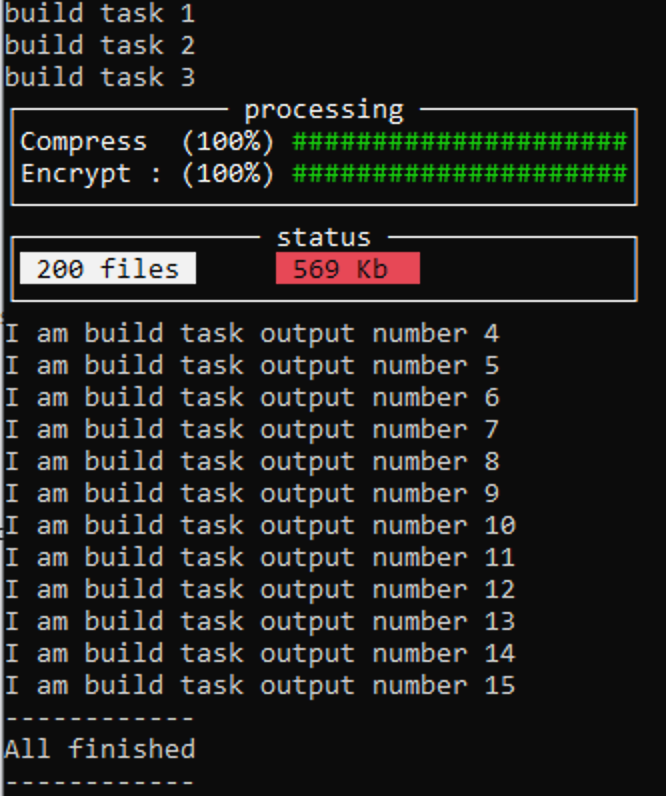 build task 1
build task 2
build task 3
processing
Compress (100%) #####################
Encrypt : (100%) #####################
status
200 files 569 Kb
I am build task output number 4
I am build task output number 5
I am build task output number 6
I am build task output number 7
I am build task output number 8
I am build task output number 9
I am build task output number 10
I am build task output number 11
I am build task output number 12
I am build task output number 13
I am build task output number 14
I am build task output number 15
------------
All finished
------------